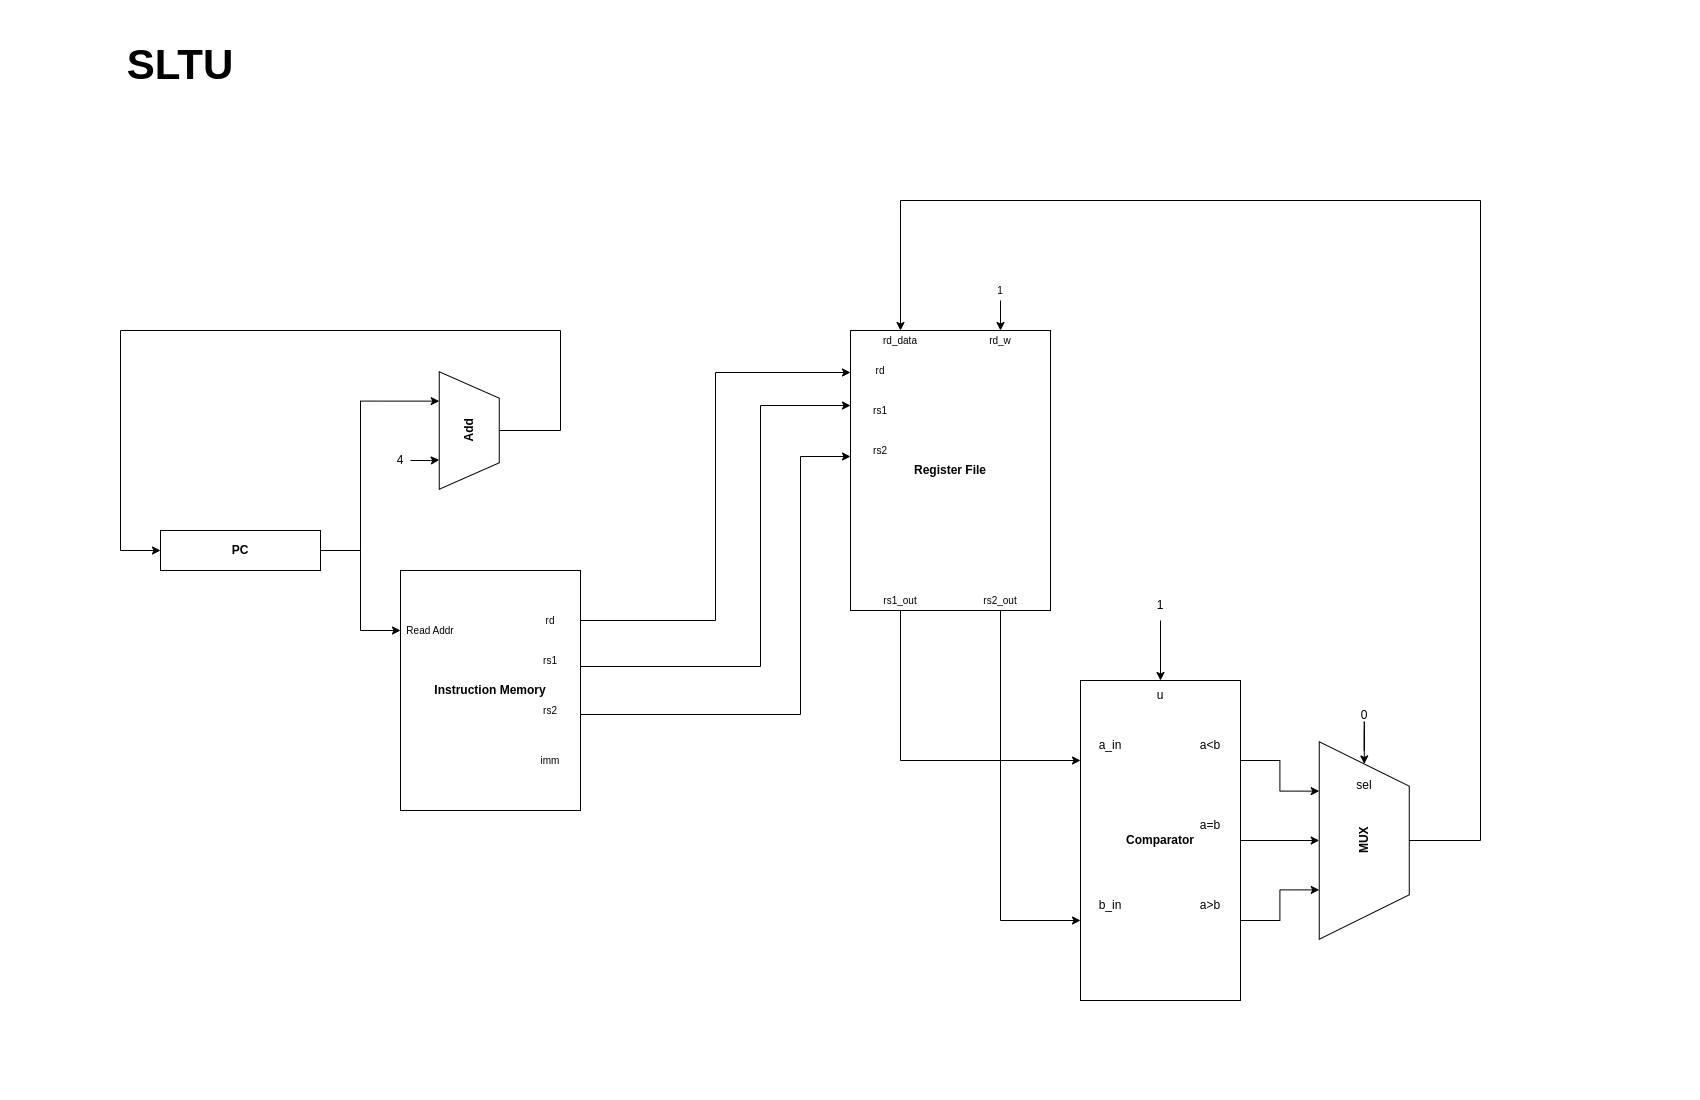 SLTU
1
rd_data
rd_w
rd
rs1
rs2
Register File
rs1_out
rs2_out
Add
4
PC
Read Addr
rd
rs1
Instruction Memory
rs2
imm
1
u
a_in
a<b
a=b
Comparator
b_in
a>b
0
sel
MUX